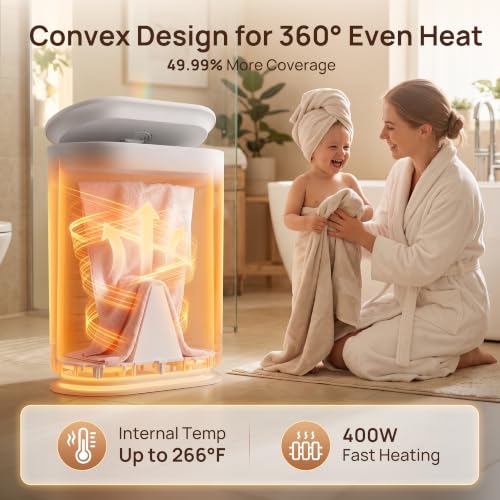 Convex Design for 360° Even Heat
49.99% More Coverage
Internal Temp
Up to 266°F
400W
Fast Heating